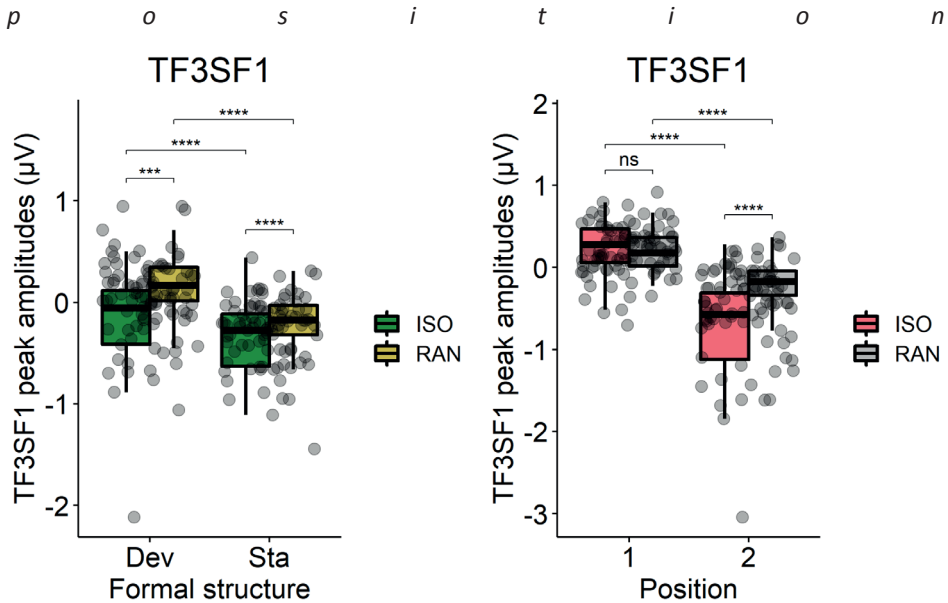 p o s i t i o n
TF3SF1
TF3SF1 peak amplitudes (µV)
1
0
-1
-2
****
****
***
****
ISO
RAN
Dev Sta
Formal structure
TF3SF1
TF3SF1 peak amplitudes (µV)
2
1
0
-1
-2
-3
****
****
ns
****
ISO
RAN
1 2
Position